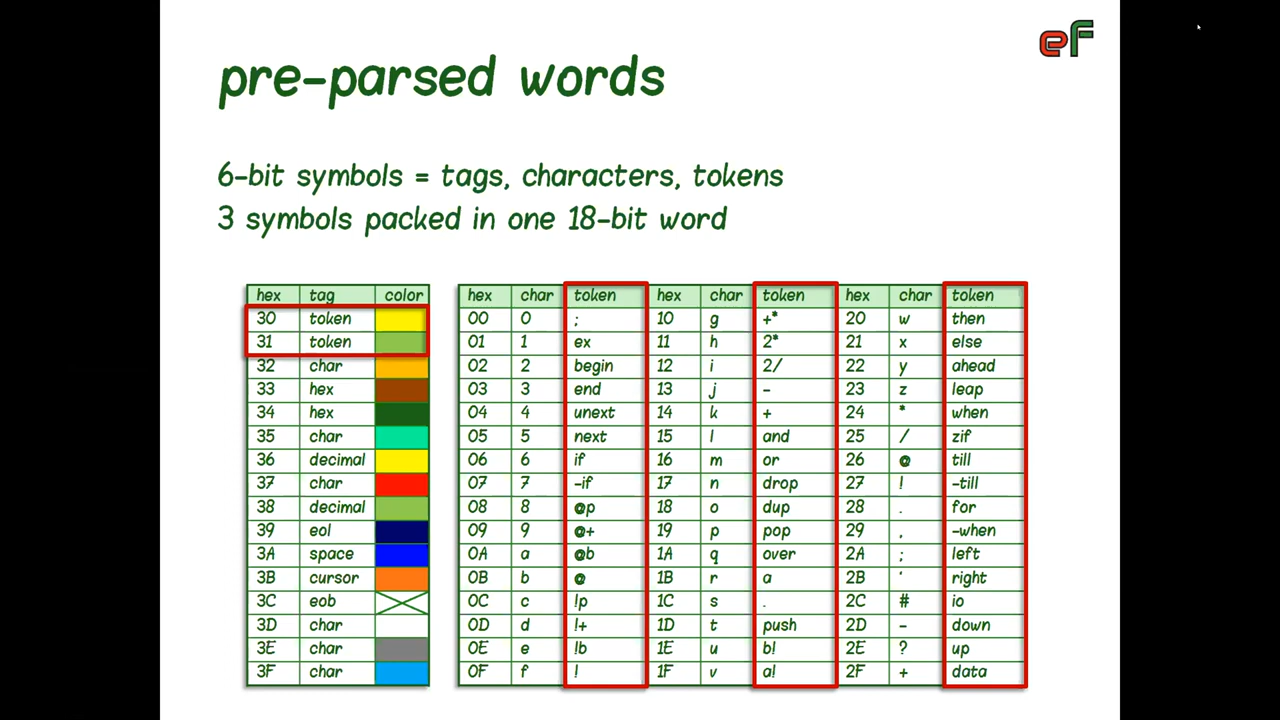 eF
pre-parsed words
6-bit symbols = tags, characters, tokens
3 symbols packed in one 18-bit word
hex tag color hex char token hex char token hex char token
30 token 00 0 ; 10 g +* 20 w then
31 token 01 1 ex 11 h 2* 21 x else
32 char 02 2 begin 12 i 2/ 22 y ahead
33 hex 03 3 end 13 j - 23 z leap
34 hex 04 4 unext 14 k + 24 * when
35 char 05 5 next 15 l and 25 / zif
36 decimal 06 6 if 16 m or 26 @ till
37 char 07 7 -if 17 n drop 27 ! -till
38 decimal 08 8 @p 18 o dup 28 . for
39 eol 09 9 @+ 19 p pop 29 , -when
3A space 0A a @b 1A q over 2A ; left
3B cursor 0B b @ 1B r a 2B ' right
3C eob 0C c !p 1C s . 2C # io
3D char 0D d !+ 1D t push 2D - down
3E char 0E e !b 1E u b! 2E ? up
3F char 0F f ! 1F v a! 2F + data